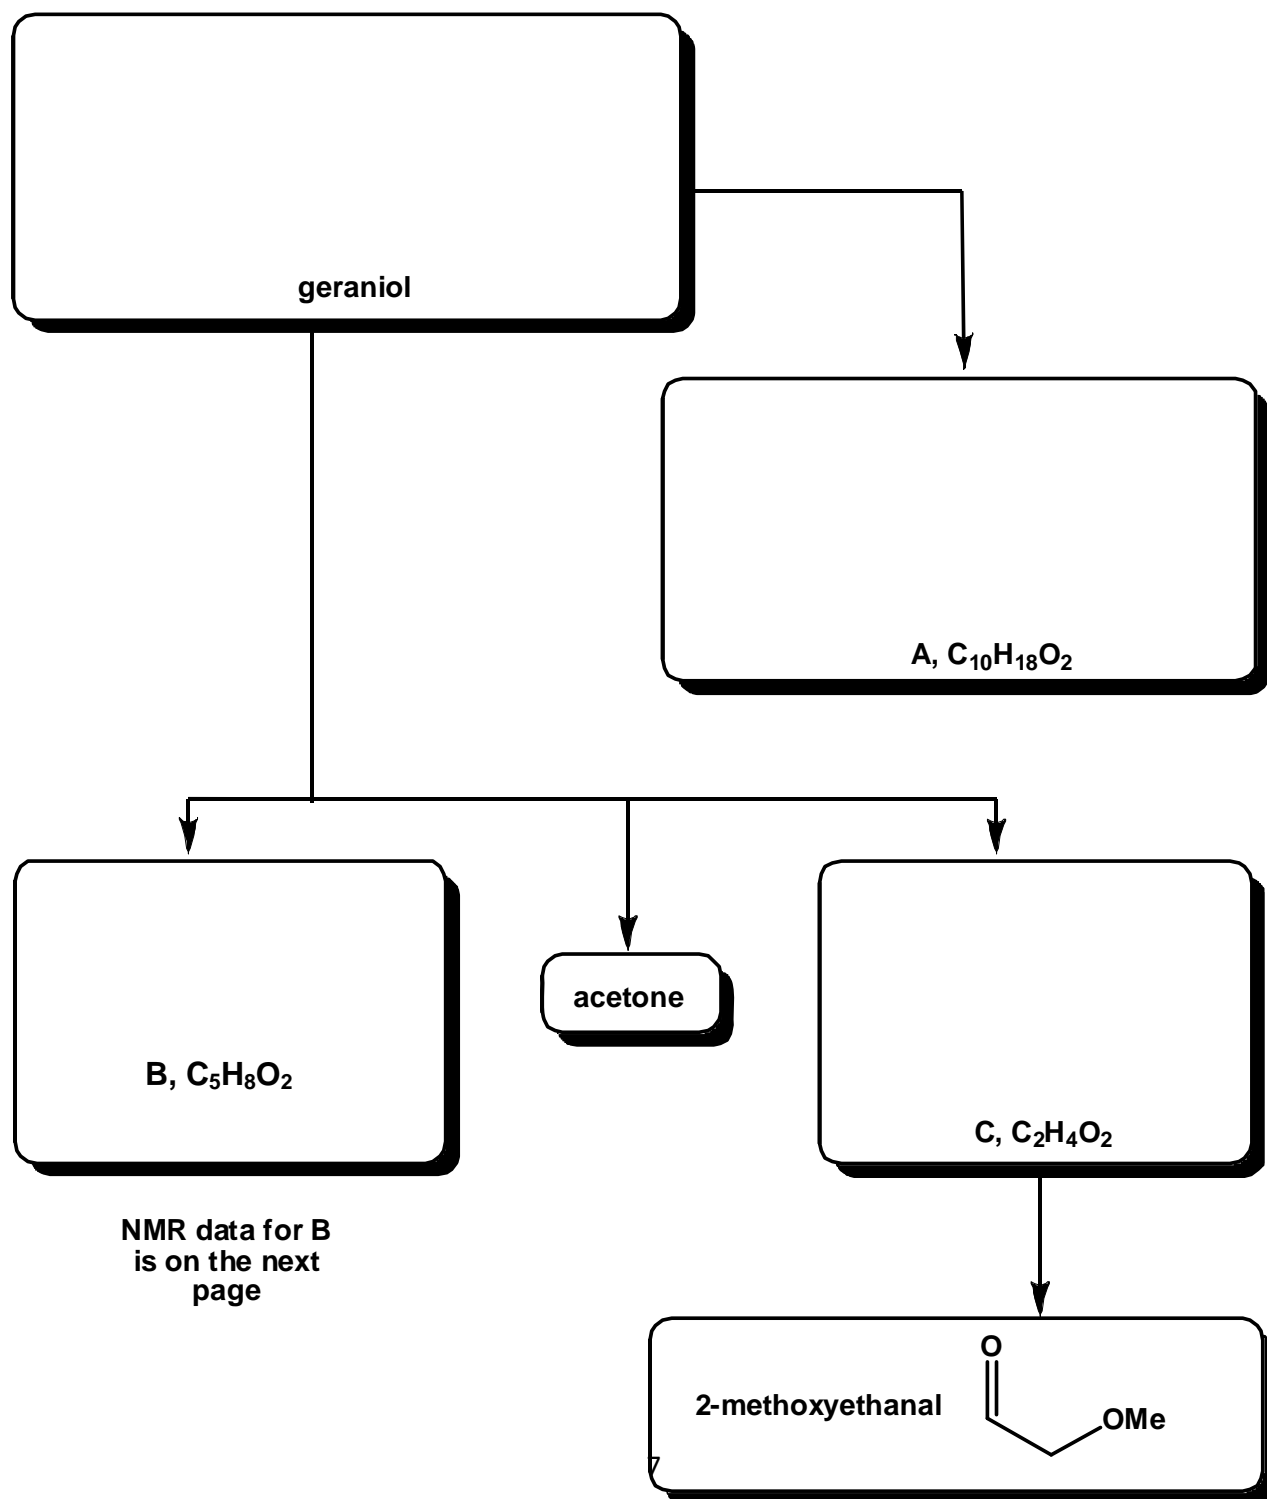 geraniol
A, C₁₀H₁₈O₂
acetone
B, C₅H₈O₂
C, C₂H₄O₂
NMR data for B
is on the next
page
O
2-methoxyethanal
OMe
7